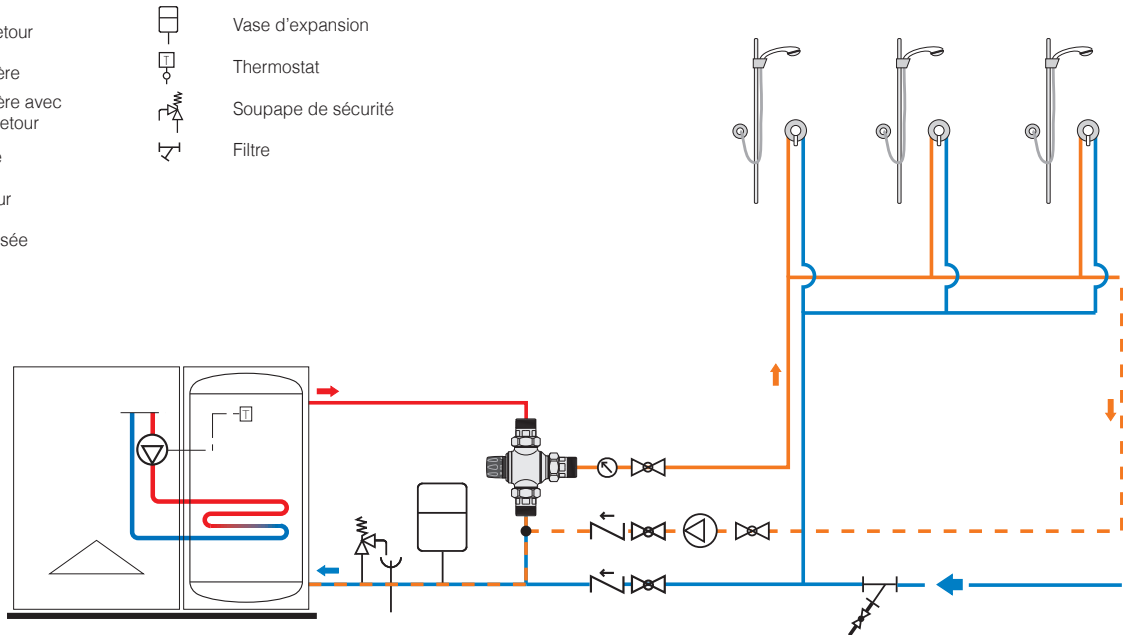 etour
ère
ère avec
etour
e
ur
sée
Vase d'expansion
T
Thermostat
Soupape de sécurité
Filtre
T